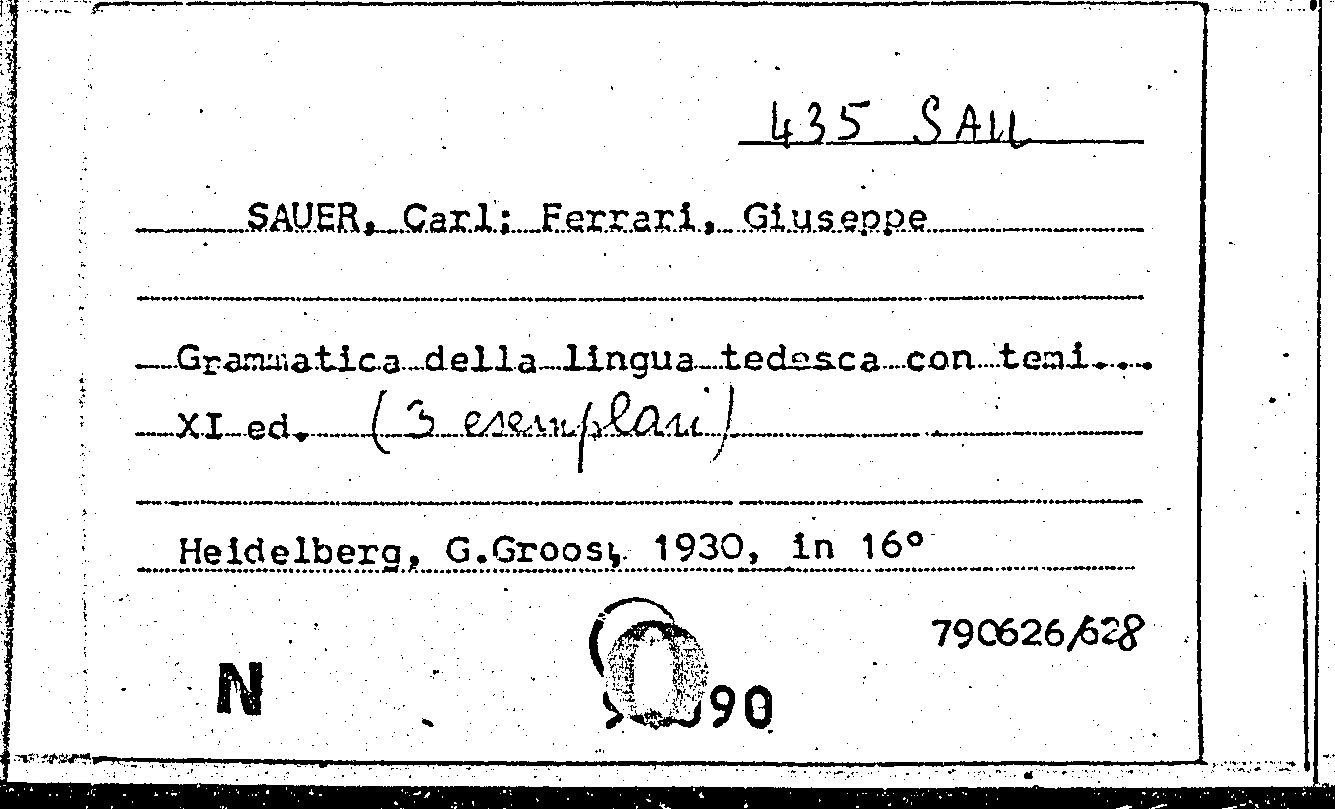 435 SAU
SAUER, Carl; Ferrari, Giuseppe
Grammatica della lingua tedesca con temi...
XI ed. (3 esemplari)
Heidelberg, G.Groos, 1930, in 16°
790626/628
N